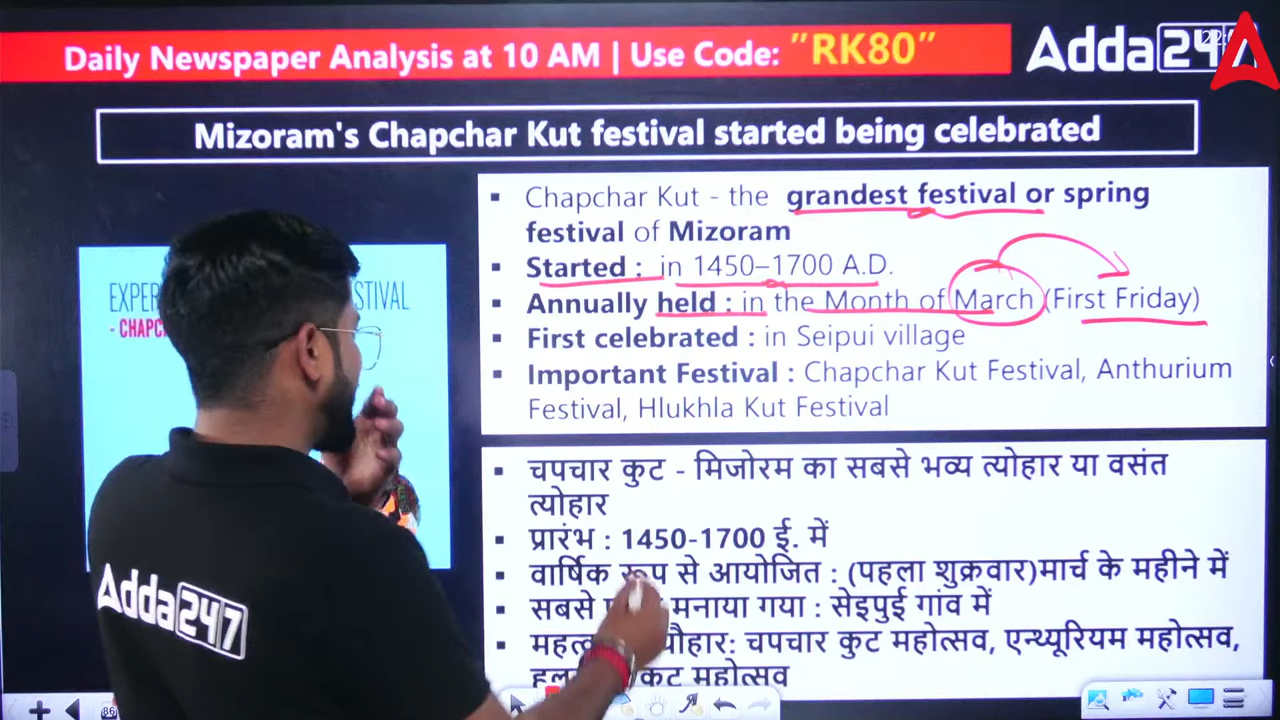 Daily Newspaper Analysis at 10 AM | Use Code: "RK80"
Adda247
Mizoram's Chapchar Kut festival started being celebrated
Chapchar Kut - the grandest festival or spring
festival of Mizoram
Started : in 1450–1700 A.D.
Annually held : in the Month of March (First Friday)
First celebrated : in Seipui village
Important Festival : Chapchar Kut Festival, Anthurium
Festival, Hlukhla Kut Festival
चपचार कुट - मिजोरम का सबसे भव्य त्योहार या वसंत
त्योहार
प्रारंभ : 1450-1700 ई. में
वार्षिक रूप से आयोजित : (पहला शुक्रवार)मार्च के महीने में
सबसे मनाया गया : सेइपुई गांव में
चपचार कुट महोत्सव, एन्थ्यूरियम महोत्सव,
कुट महोत्सव
Adda247